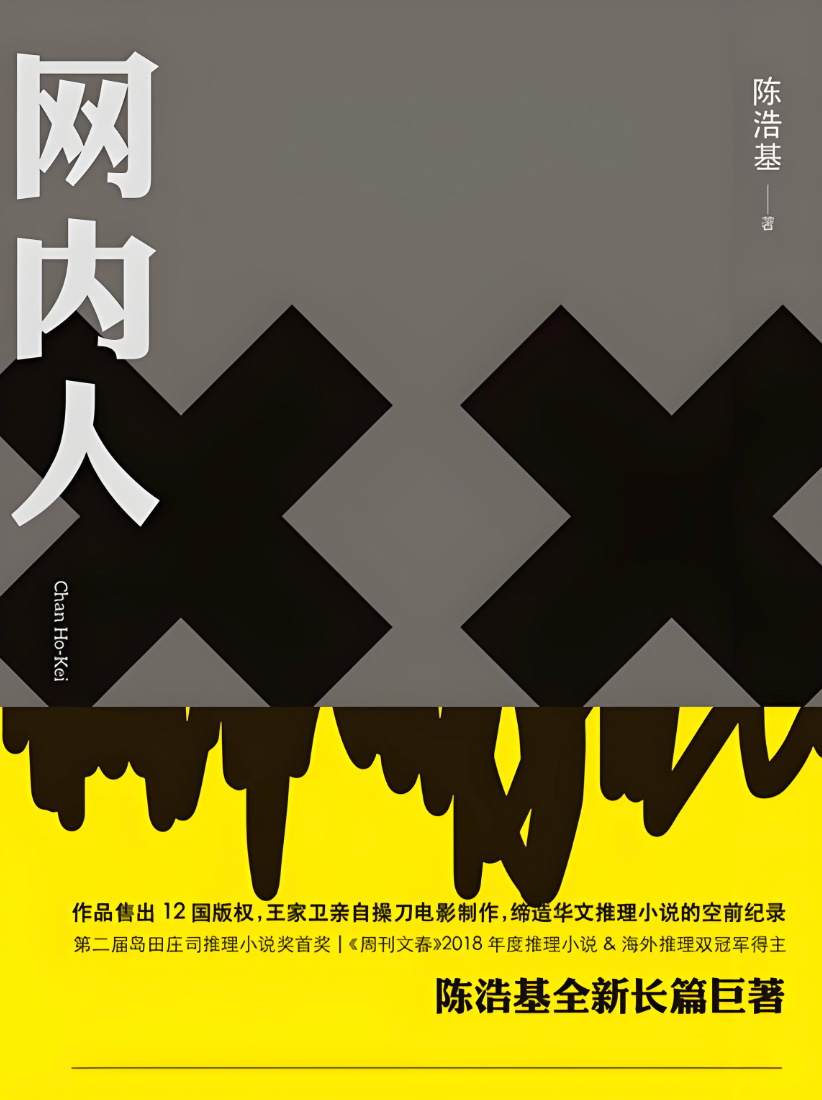 网内人
陈浩基
著
Chan Ho-Kei
作品售出 12 国版权,王家卫亲自操刀电影制作,缔造华文推理小说的空前纪录
第二届岛田庄司推理小说奖首奖 | 《周刊文春》2018 年度推理小说 & 海外推理双冠军得主
陈浩基全新长篇巨著